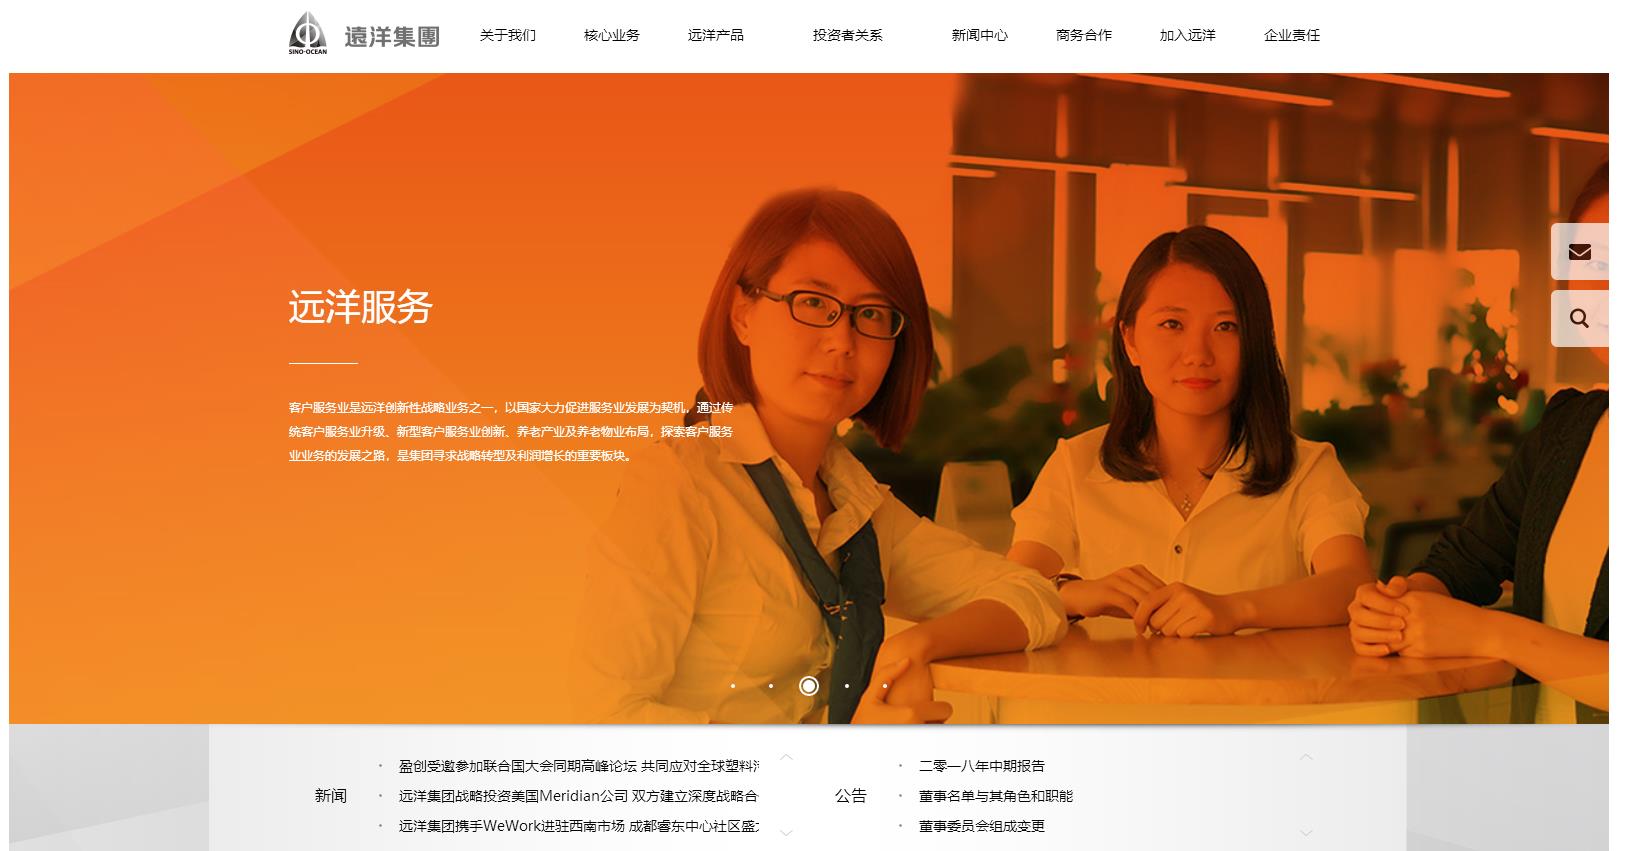 SINO-OCEAN
遠洋集團
关于我们 核心业务 远洋产品 投资者关系 新闻中心 商务合作 加入远洋 企业责任
远洋服务
客户服务业是远洋创新性战略业务之一，以国家大力促进服务业发展为契机，通过传
统客户服务业升级、新型客户服务业创新、养老产业及养老物业布局，探索客户服务
业业务的发展之路，是集团寻求战略转型及利润增长的重要板块。
新闻
盈创受邀参加联合国大会同期高峰论坛 共同应对全球塑料
远洋集团战略投资美国Meridian公司 双方建立深度战略合
远洋集团携手WeWork进驻西南市场 成都睿东中心社区盛
公告
二零一八年中期报告
董事名单与其角色和职能
董事委员会组成变更